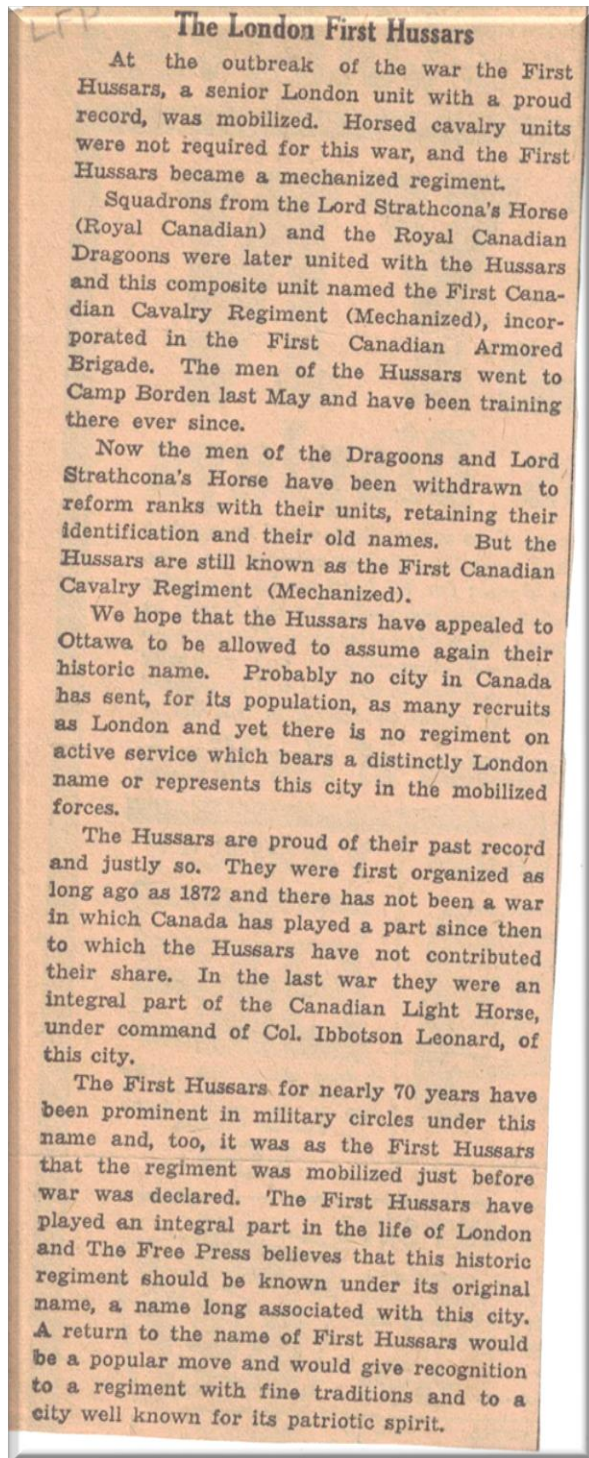 LFP
The London First Hussars
At the outbreak of the war the First
Hussars, a senior London unit with a proud
record, was mobilized. Horsed cavalry units
were not required for this war, and the First
Hussars became a mechanized regiment.
Squadrons from the Lord Strathcona's Horse
(Royal Canadian) and the Royal Canadian
Dragoons were later united with the Hussars
and this composite unit named the First Cana-
dian Cavalry Regiment (Mechanized), incor-
porated in the First Canadian Armored
Brigade. The men of the Hussars went to
Camp Borden last May and have been training
there ever since.
Now the men of the Dragoons and Lord
Strathcona's Horse have been withdrawn to
reform ranks with their units, retaining their
identification and their old names. But the
Hussars are still known as the First Canadian
Cavalry Regiment (Mechanized).
We hope that the Hussars have appealed to
Ottawa to be allowed to assume again their
historic name. Probably no city in Canada
has sent, for its population, as many recruits
as London and yet there is no regiment on
active service which bears a distinctly London
name or represents this city in the mobilized
forces.
The Hussars are proud of their past record
and justly so. They were first organized as
long ago as 1872 and there has not been a war
in which Canada has played a part since then
to which the Hussars have not contributed
their share. In the last war they were an
integral part of the Canadian Light Horse,
under command of Col. Ibbotson Leonard, of
this city.
The First Hussars for nearly 70 years have
been prominent in military circles under this
name and, too, it was as the First Hussars
that the regiment was mobilized just before
war was declared. The First Hussars have
played an integral part in the life of London
and The Free Press believes that this historic
regiment should be known under its original
name, a name long associated with this city.
A return to the name of First Hussars would
be a popular move and would give recognition
to a regiment with fine traditions and to a
city well known for its patriotic spirit.